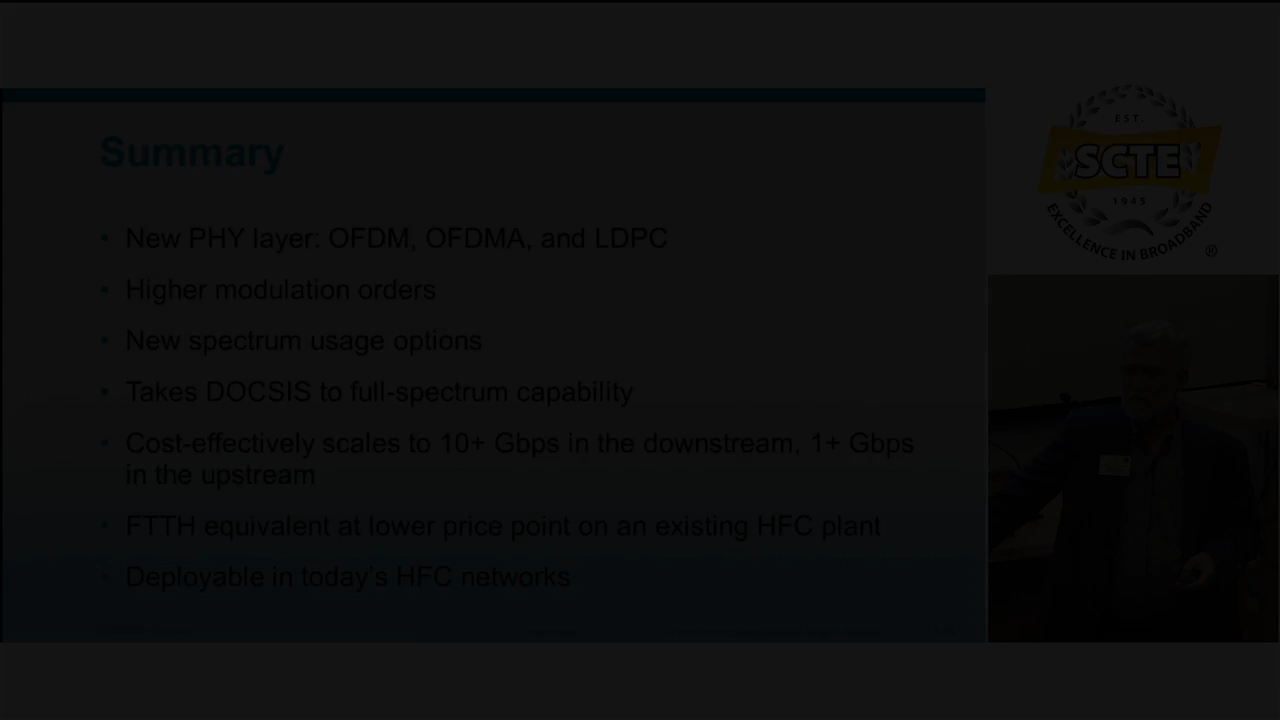 Summary
• New PHY layer: OFDM, OFDMA, and LDPC
• Higher modulation orders
• New spectrum usage options
• Takes DOCSIS to full-spectrum capability
• Cost-effectively scales to 10+ Gbps in the downstream, 1+ Gbps
in the upstream
• FTTH equivalent at lower price point on an existing HFC plant
• Deployable in today's HFC networks
EST.
SCTE
1945
EXCELLENCE IN BROADBAND
®